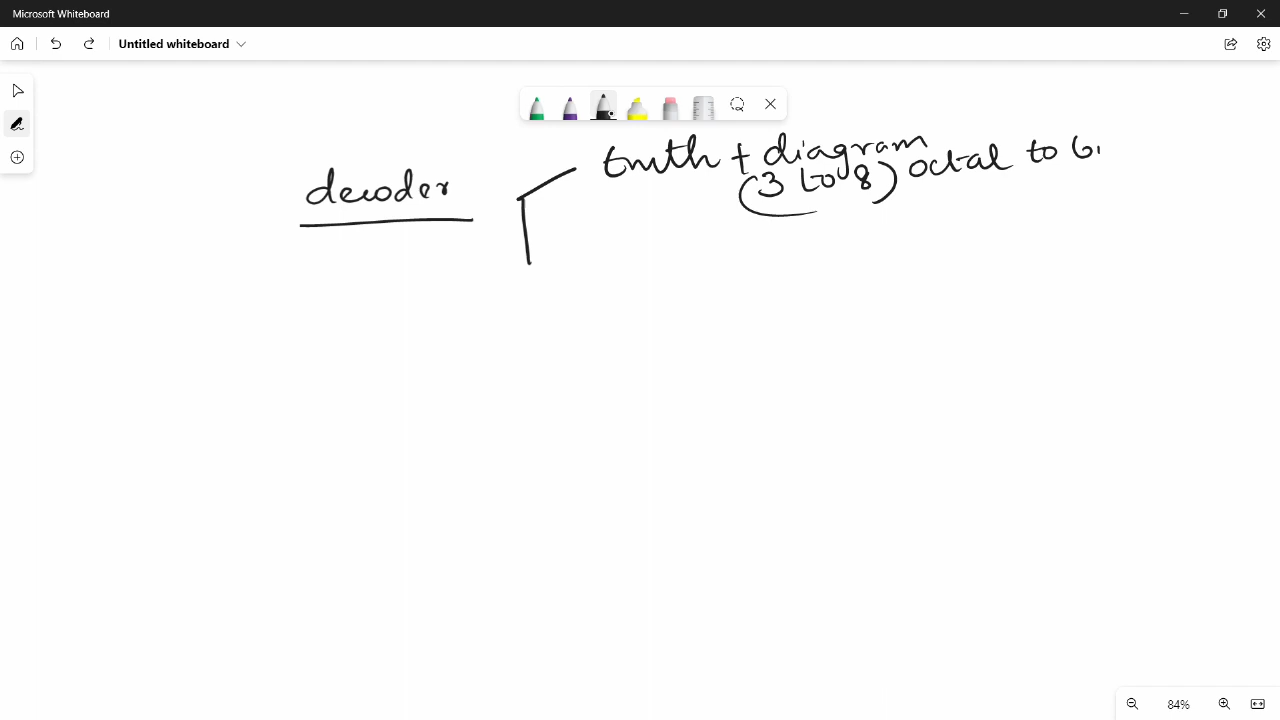 Microsoft Whiteboard
Untitled whiteboard
decoder
truth + diagram
(3 to 8) octal to
84%